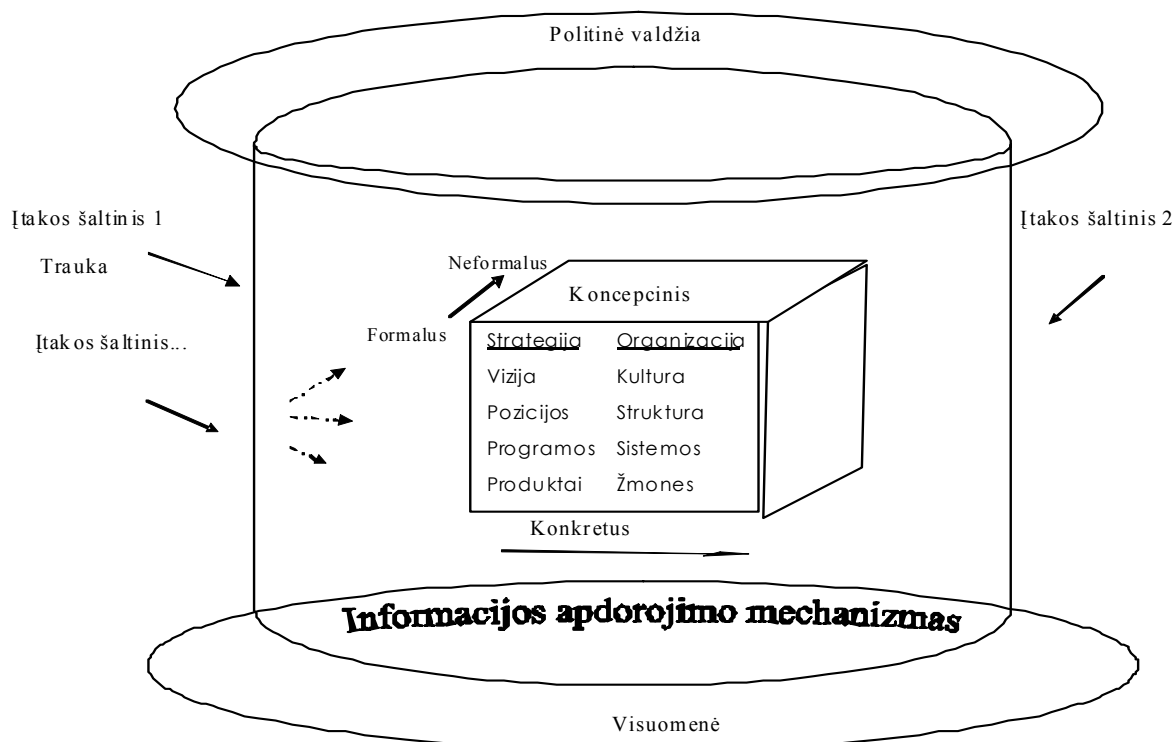 Politinė valdžia
Įtakos šaltinis 1
Įtakos šaltinis 2
Trauka
Neformalus
Koncepcinis
Formalus
Įtakos šaltinis...
Strategija Organizacija
Vizija Kultura
Pozicijos Struktura
Programos Sistemos
Produktai Žmones
Konkretus
Informacijos apdorojimo mechanizmas
Visuomenė